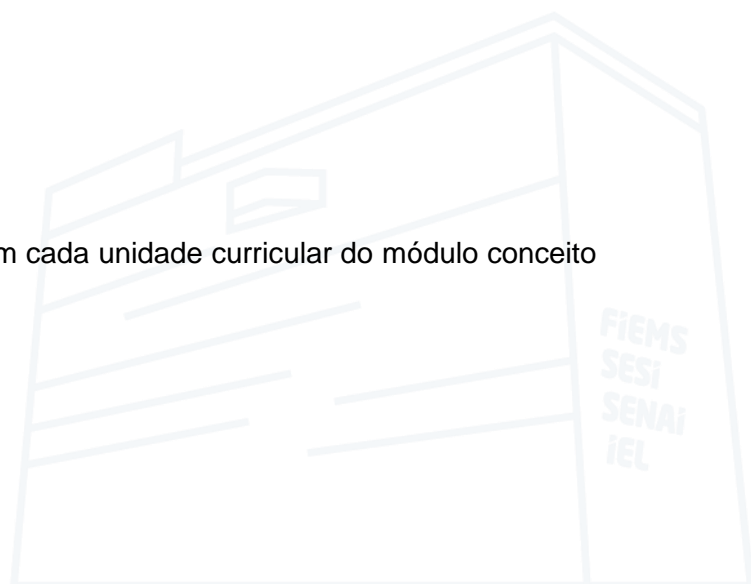 m cada unidade curricular do módulo conceito
FiEMS
SESi
SENAi
iEL